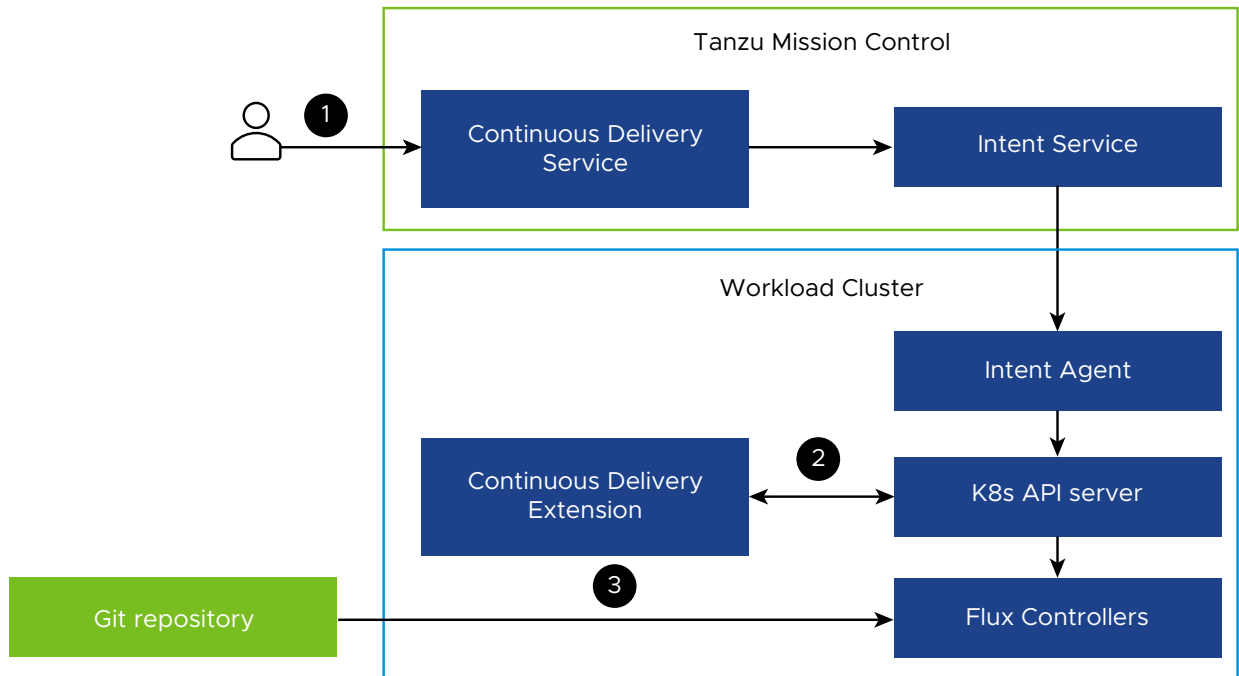 Tanzu Mission Control
1
Continuous Delivery
Service
Intent Service
Workload Cluster
Intent Agent
2
Continuous Delivery
Extension
K8s API server
3
Git repository
Flux Controllers